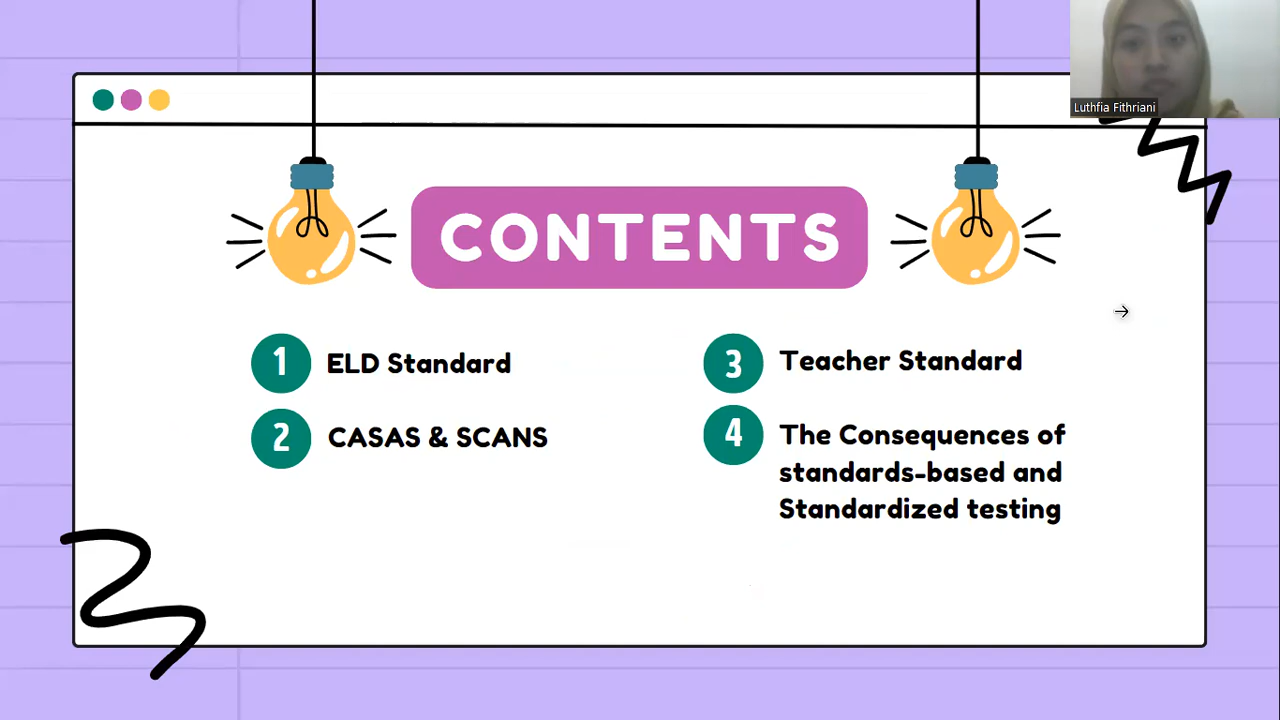 Luthfia Fithriani
CONTENTS
1 ELD Standard
2 CASAS & SCANS
3 Teacher Standard
4 The Consequences of
standards-based and
Standardized testing